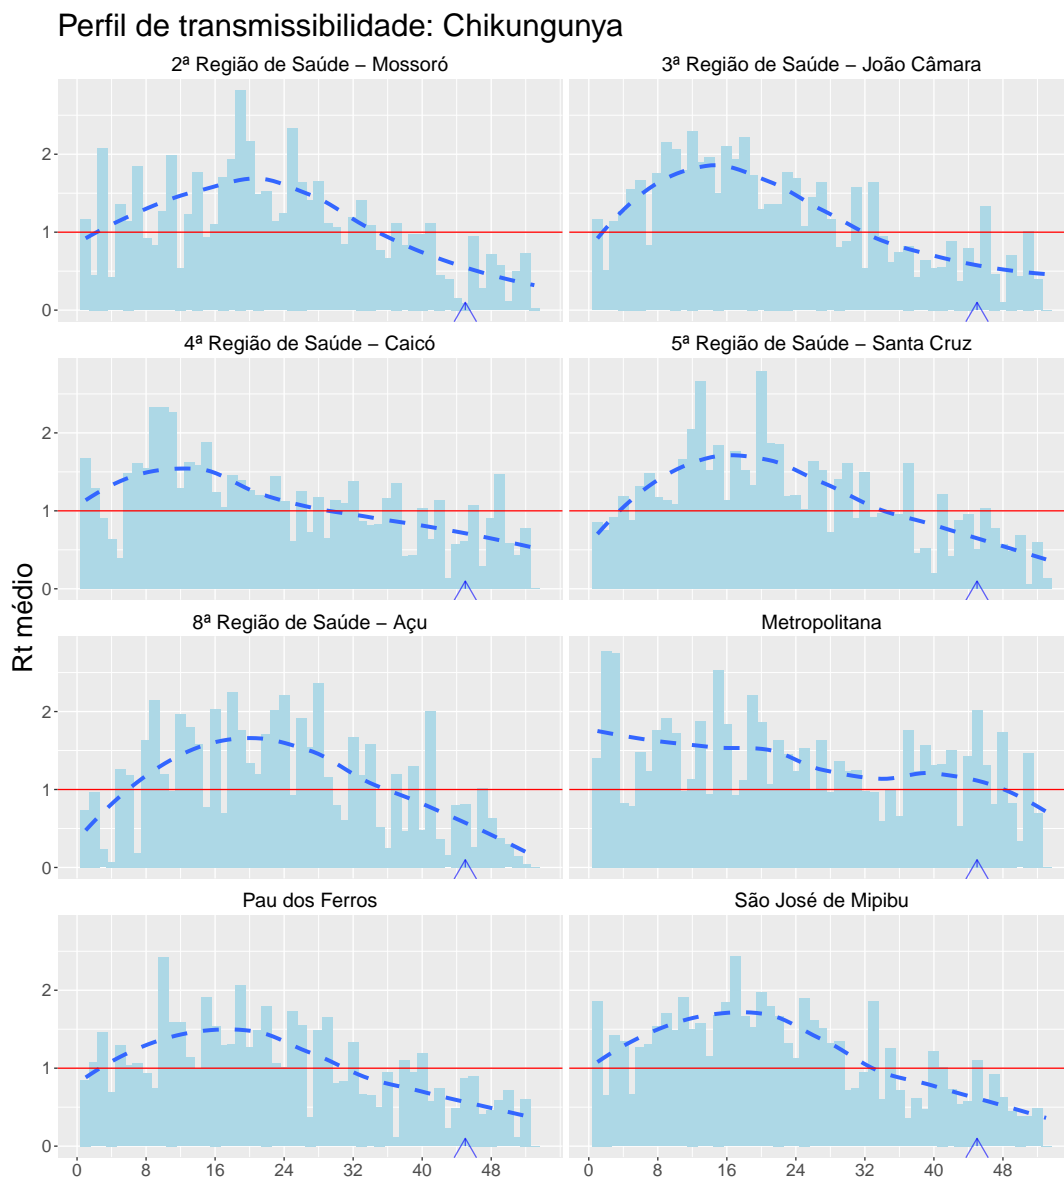 Perfil de transmissibilidade: Chikungunya
2ª Região de Saúde – Mossoró
3ª Região de Saúde – João Câmara
2
1
0
4ª Região de Saúde – Caicó
5ª Região de Saúde – Santa Cruz
2
1
0
Rt médio
8ª Região de Saúde – Açu
Metropolitana
2
1
0
Pau dos Ferros
São José de Mipibu
2
1
0
0 8 16 24 32 40 48
0 8 16 24 32 40 48